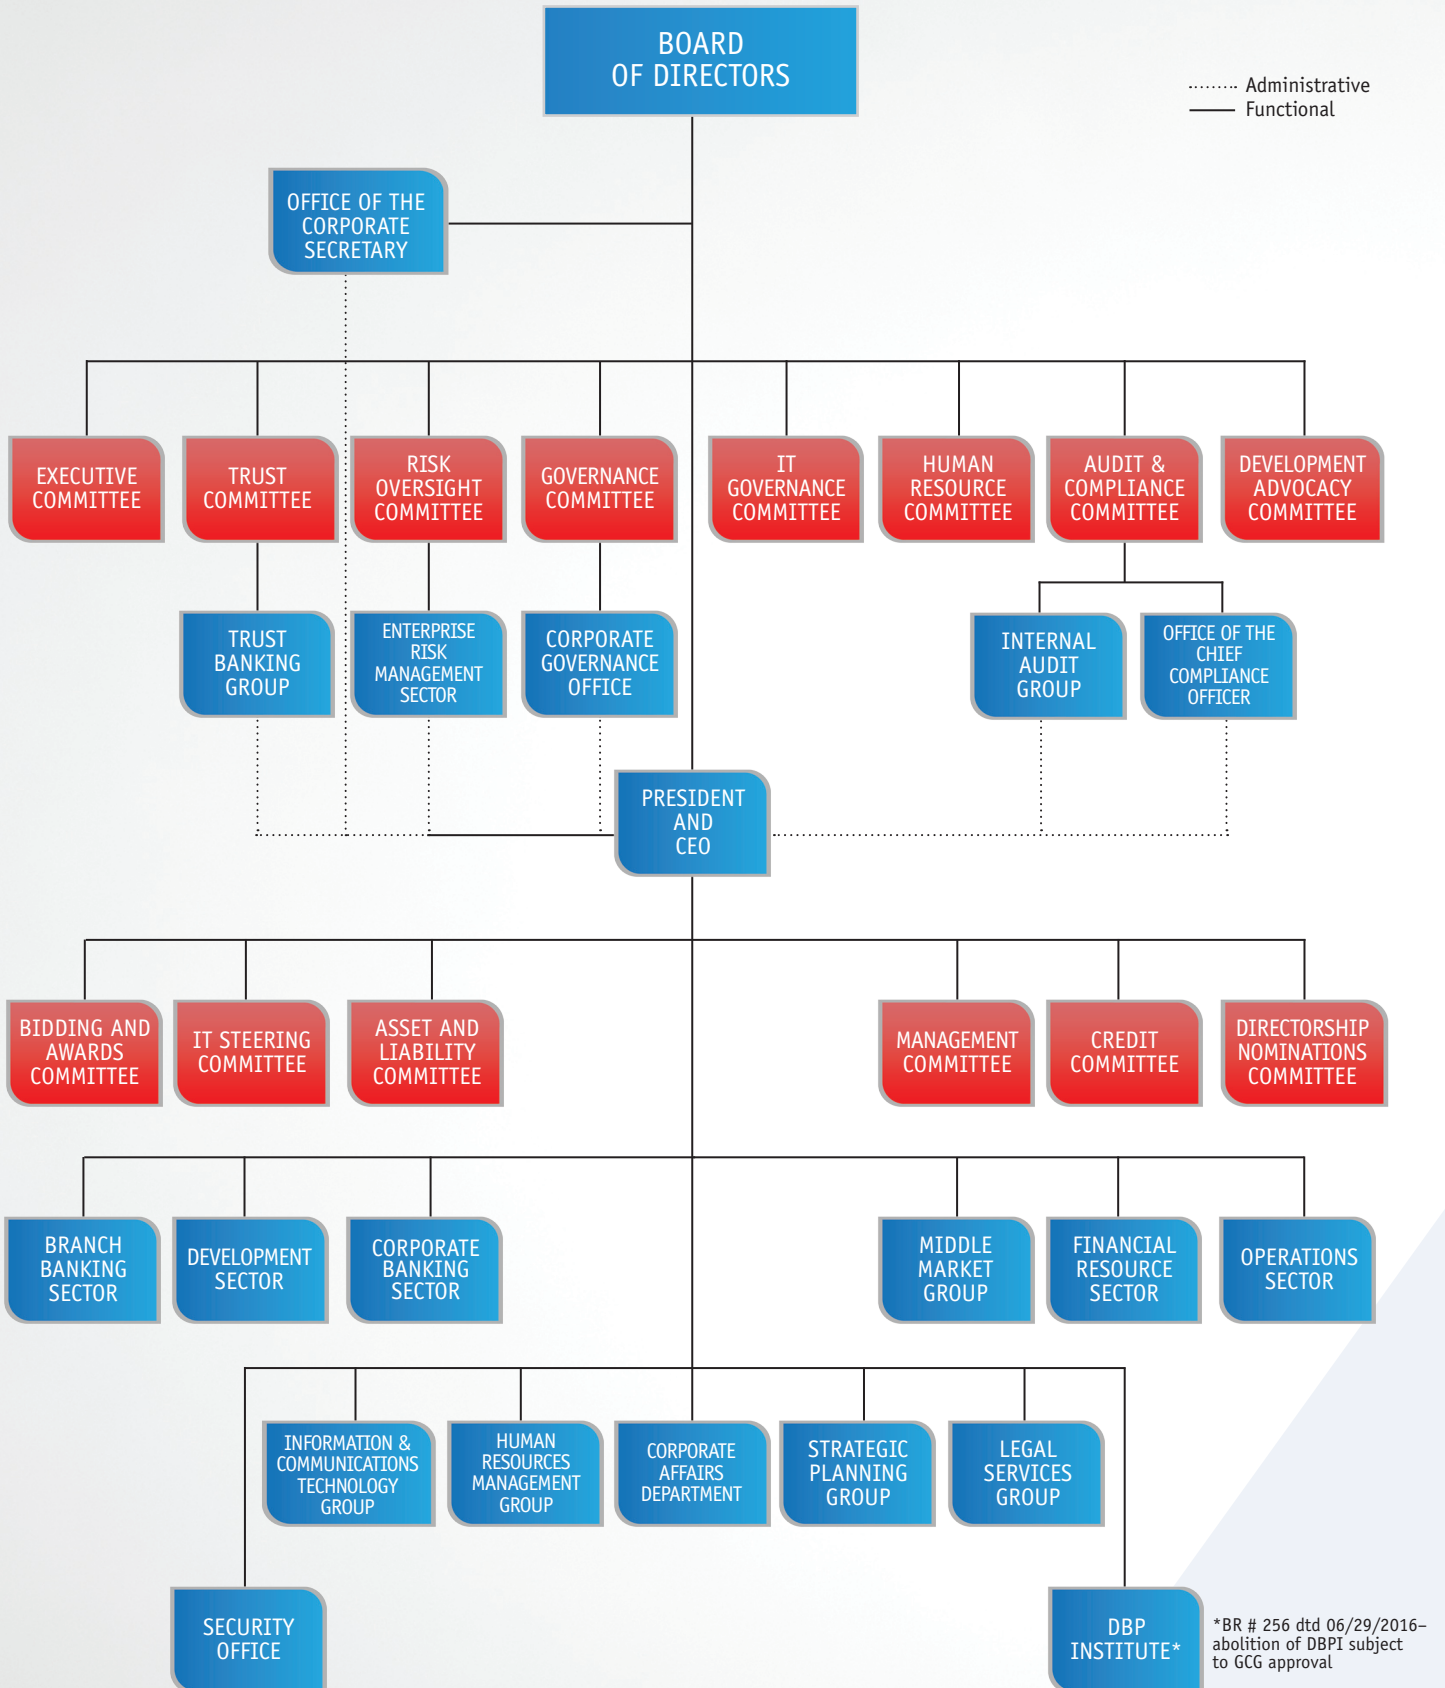 BOARD
OF DIRECTORS
Administrative
Functional
OFFICE OF THE
CORPORATE
SECRETARY
EXECUTIVE
COMMITTEE
TRUST
COMMITTEE
RISK
OVERSIGHT
COMMITTEE
GOVERNANCE
COMMITTEE
IT
GOVERNANCE
COMMITTEE
HUMAN
RESOURCE
COMMITTEE
AUDIT &
COMPLIANCE
COMMITTEE
DEVELOPMENT
ADVOCACY
COMMITTEE
TRUST
BANKING
GROUP
ENTERPRISE
RISK
MANAGEMENT
SECTOR
CORPORATE
GOVERNANCE
OFFICE
INTERNAL
AUDIT
GROUP
OFFICE OF THE
CHIEF
COMPLIANCE
OFFICER
PRESIDENT
AND
CEO
BIDDING AND
AWARDS
COMMITTEE
IT STEERING
COMMITTEE
ASSET AND
LIABILITY
COMMITTEE
MANAGEMENT
COMMITTEE
CREDIT
COMMITTEE
DIRECTORSHIP
NOMINATIONS
COMMITTEE
BRANCH
BANKING
SECTOR
DEVELOPMENT
SECTOR
CORPORATE
BANKING
SECTOR
MIDDLE
MARKET
GROUP
FINANCIAL
RESOURCE
SECTOR
OPERATIONS
SECTOR
INFORMATION &
COMMUNICATIONS
TECHNOLOGY
GROUP
HUMAN
RESOURCES
MANAGEMENT
GROUP
CORPORATE
AFFAIRS
DEPARTMENT
STRATEGIC
PLANNING
GROUP
LEGAL
SERVICES
GROUP
SECURITY
OFFICE
DBP
INSTITUTE*
*BR # 256 dtd 06/29/2016–
abolition of DBPI subject
to GCG approval